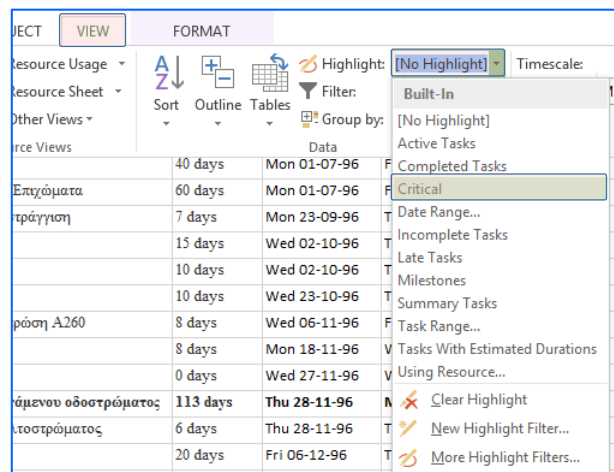 JECT VIEW FORMAT
Resource Usage
Resource Sheet
Other Views
Sort Outline Tables
Highlight: [No Highlight]
Filter:
Group by:
Timescale:
Data
Built-In
[No Highlight]
Active Tasks
Completed Tasks
Critical
Date Range...
Incomplete Tasks
Late Tasks
Milestones
Summary Tasks
Task Range...
Tasks With Estimated Durations
Using Resource...
Clear Highlight
New Highlight Filter...
More Highlight Filters...
rce Views
40 days Mon 01-07-96
Επιχώματα 60 days Mon 01-07-96
τράγγιση 7 days Mon 23-09-96
15 days Wed 02-10-96
10 days Wed 02-10-96
10 days Wed 23-10-96
ρώση Α260 8 days Wed 06-11-96
8 days Mon 18-11-96
0 days Wed 27-11-96
άμενου οδοστρώματος 113 days Thu 28-11-96
λτοστρώματος 6 days Thu 28-11-96
20 days Fri 06-12-96